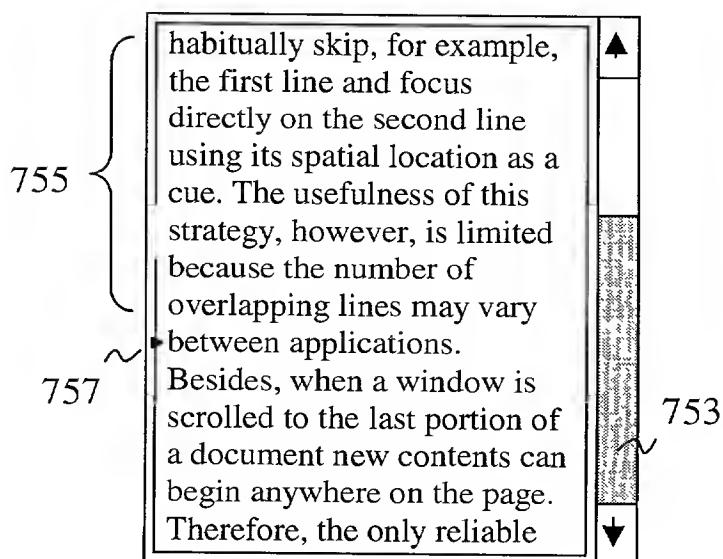 habitually skip, for example,
the first line and focus
directly on the second line
using its spatial location as a
cue. The usefulness of this
strategy, however, is limited
because the number of
overlapping lines may vary
between applications.
Besides, when a window is
scrolled to the last portion of
a document new contents can
begin anywhere on the page.
Therefore, the only reliable
755
757
753